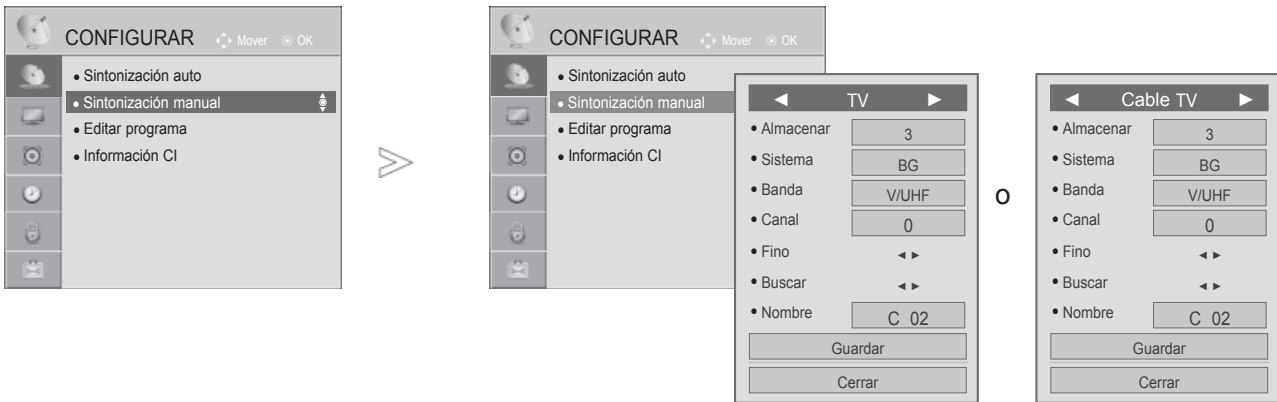 CONFIGURAR Mover OK
• Sintonización auto
• Sintonización manual
• Editar programa
• Información CI
CONFIGURAR Mover OK
• Sintonización auto
• Sintonización manual
• Editar programa
• Información CI
◄ TV ►
• Almacenar 3
• Sistema BG
• Banda V/UHF
• Canal 0
• Fino ◄ ►
• Buscar ◄ ►
• Nombre C 02
Guardar
Cerrar
o
◄ Cable TV ►
• Almacenar 3
• Sistema BG
• Banda V/UHF
• Canal 0
• Fino ◄ ►
• Buscar ◄ ►
• Nombre C 02
Guardar
Cerrar